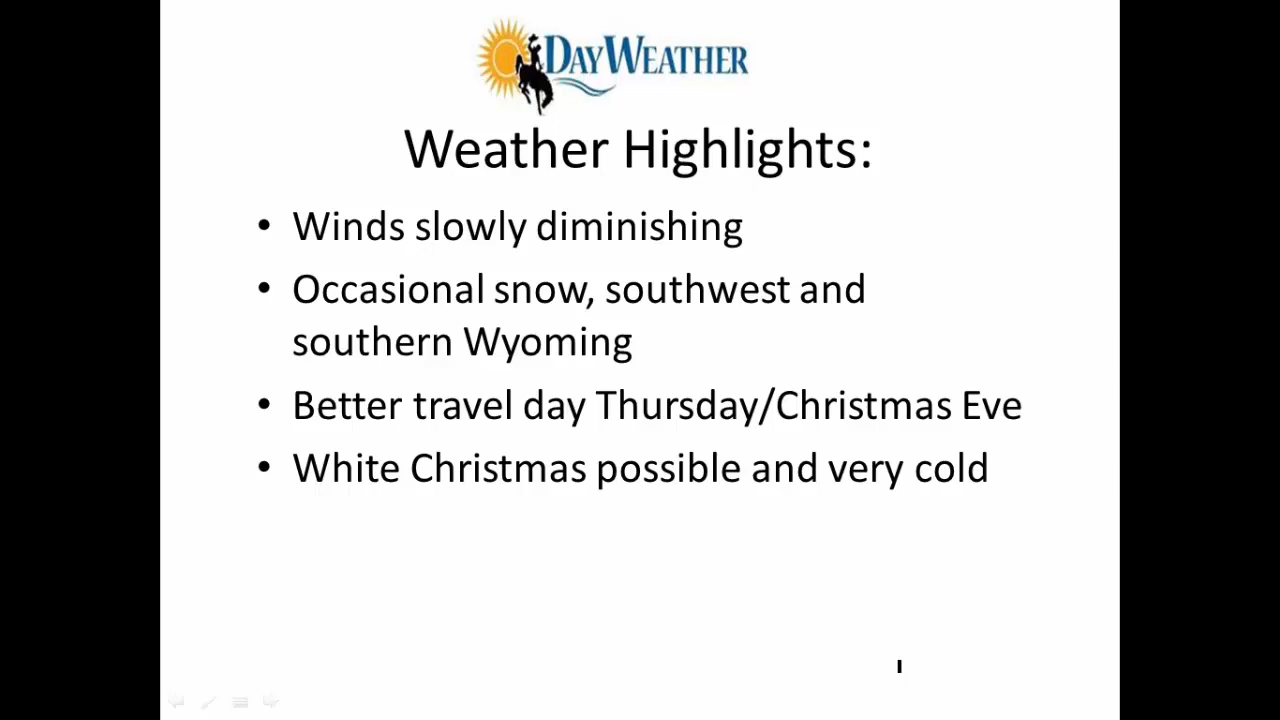 DAYWEATHER
Weather Highlights:
• Winds slowly diminishing
• Occasional snow, southwest and
southern Wyoming
• Better travel day Thursday/Christmas Eve
• White Christmas possible and very cold